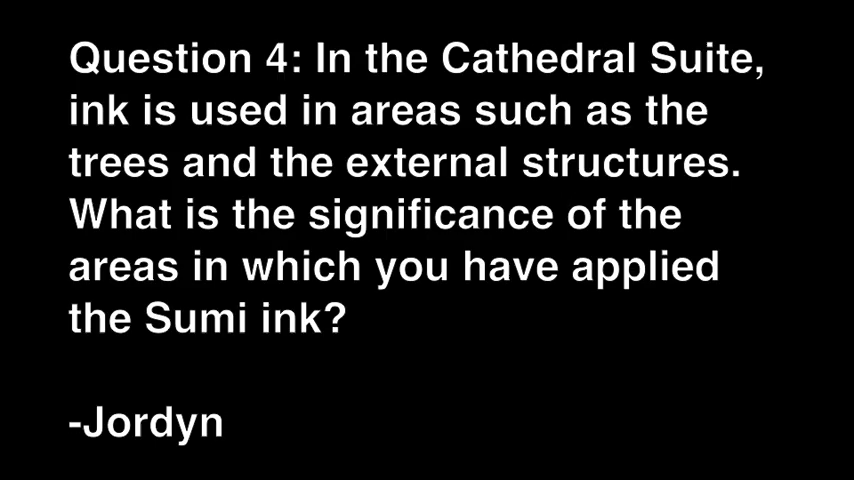 Question 4: In the Cathedral Suite,
ink is used in areas such as the
trees and the external structures.
What is the significance of the
areas in which you have applied
the Sumi ink?
-Jordyn